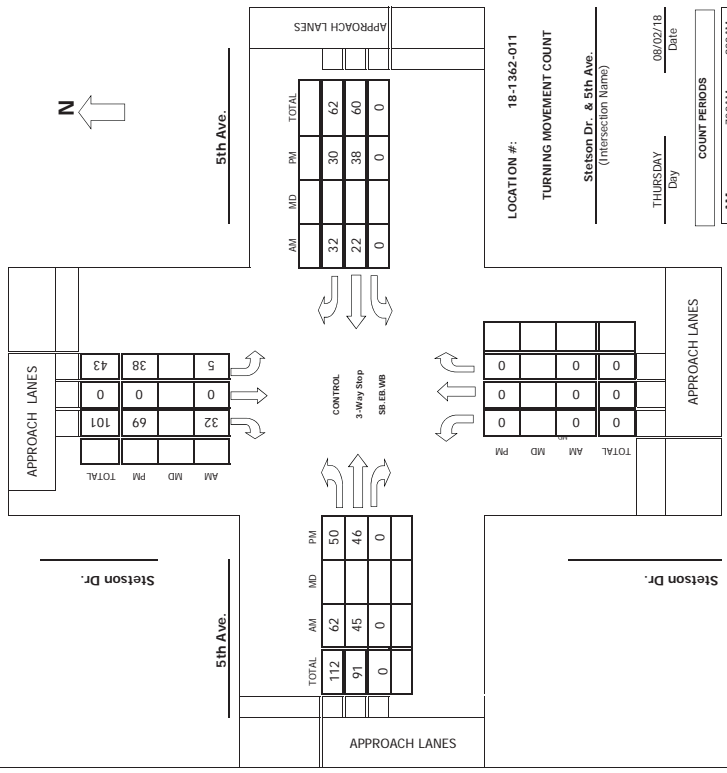 APPROACH LANES
N
5th Ave.
TOTAL PM MD AM
101 69 32
0 0 0
43 38 5
APPROACH LANES
AM MD PM TOTAL
32 30 62
22 38 60
0 0 0
CONTROL
3-Way Stop
SB.EB.WB
Stetson Dr.
5th Ave.
TOTAL AM MD PM
112 62 50
91 45 46
0 0 0
APPROACH LANES
PM MD AM TOTAL
MD
0 0 0
0 0 0
0 0 0
APPROACH LANES
Stetson Dr.
LOCATION #: 18-1362-011
TURNING MOVEMENT COUNT
Stetson Dr. & 5th Ave.
(Intersection Name)
THURSDAY 08/02/18
Day Date
COUNT PERIODS